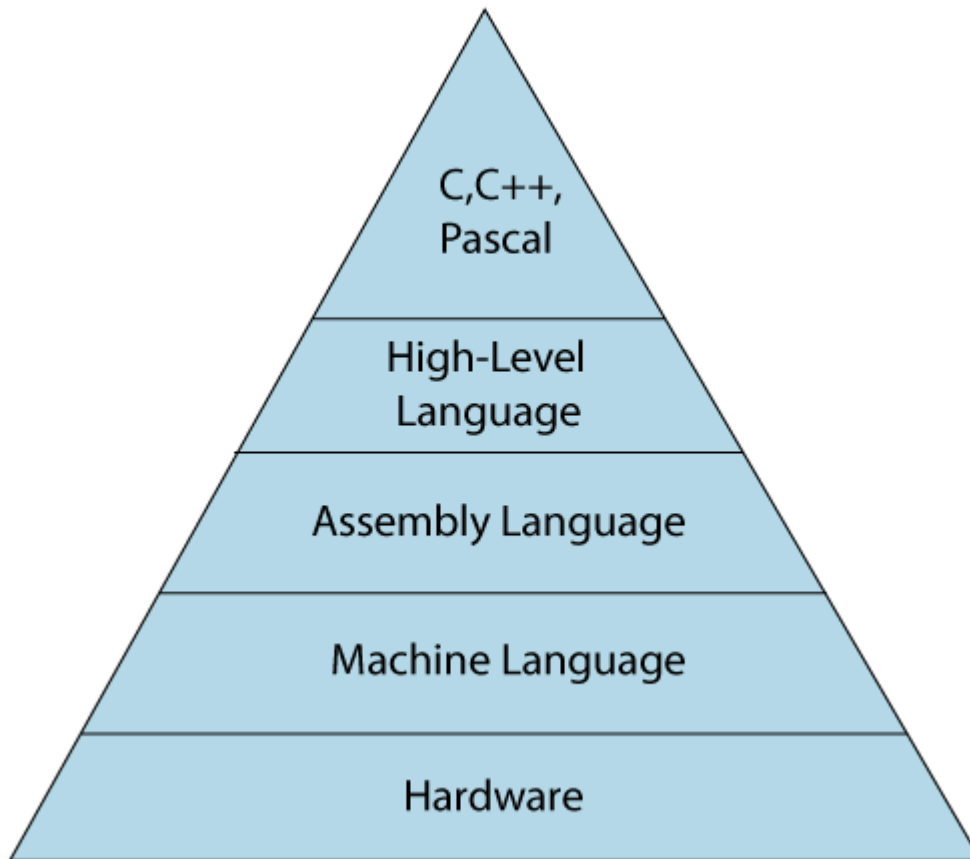 C,C++,
Pascal
High-Level
Language
Assembly Language
Machine Language
Hardware